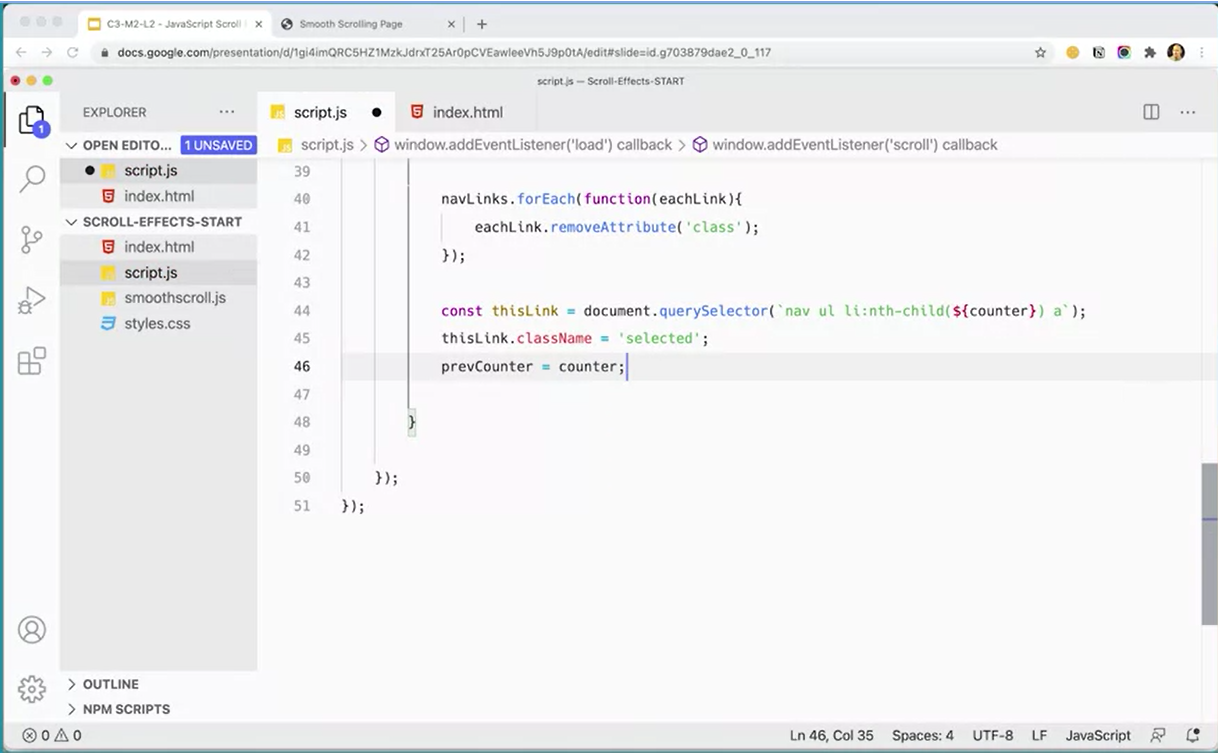 C3-M2-L2 - JavaScript Scroll
Smooth Scrolling Page
docs.google.com/presentation/d/1gi4imQRC5HZ1MzkJdrxT25Ar0pCVEawleeVh5J9p0tA/edit#slide=id.g703879dae2_0_117
script.js — Scroll-Effects-START
EXPLORER
script.js
index.html
1
OPEN EDITO...
1 UNSAVED
script.js > window.addEventListener('load') callback > window.addEventListener('scroll') callback
script.js
index.html
SCROLL-EFFECTS-START
index.html
script.js
smoothscroll.js
styles.css
39
40 navLinks.forEach(function(eachLink){
41 eachLink.removeAttribute('class');
42 });
43
44 const thisLink = document.querySelector(`nav ul li:nth-child(${counter}) a`);
45 thisLink.className = 'selected';
46 prevCounter = counter;
47
48 }
49
50 });
51 });
OUTLINE
NPM SCRIPTS
0 0
Ln 46, Col 35 Spaces: 4 UTF-8 LF JavaScript